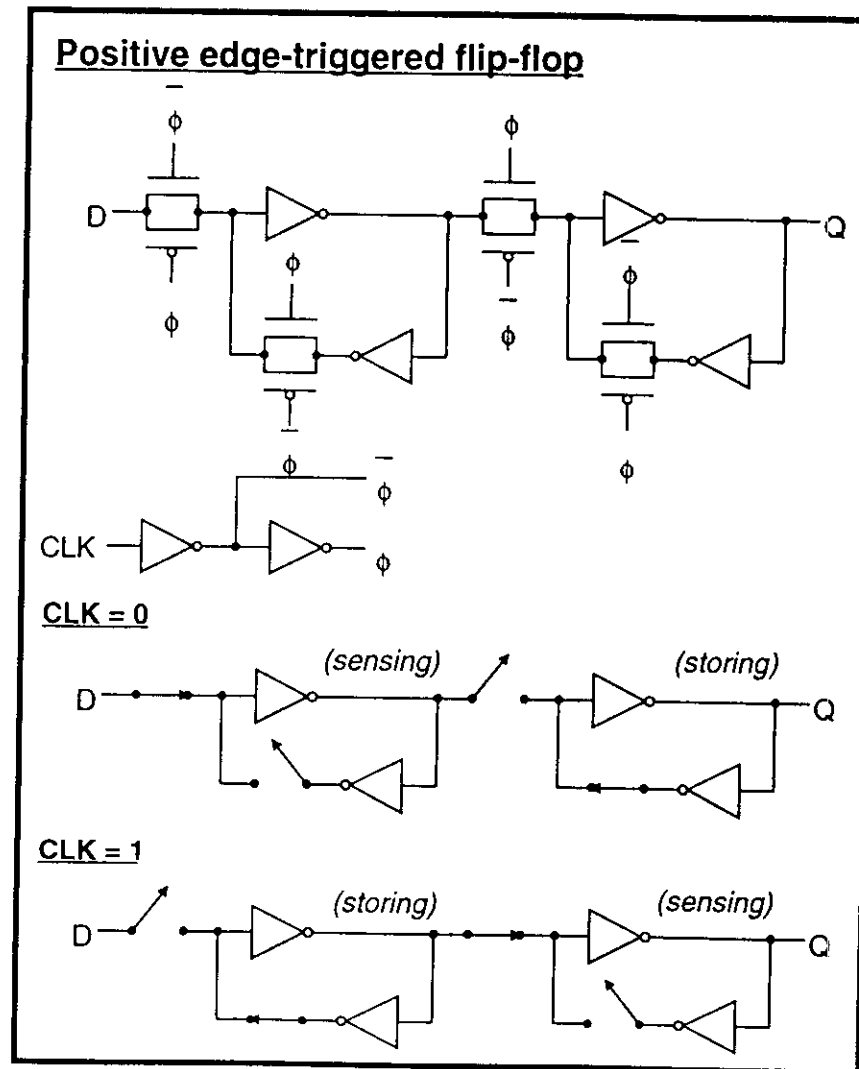 Positive edge-triggered flip-flop
ϕ̅
ϕ
D
Q
ϕ
ϕ̅
ϕ
ϕ̅
ϕ̅
ϕ
CLK
ϕ̅
ϕ
CLK = 0
(sensing)
(storing)
D
Q
CLK = 1
(storing)
(sensing)
D
Q